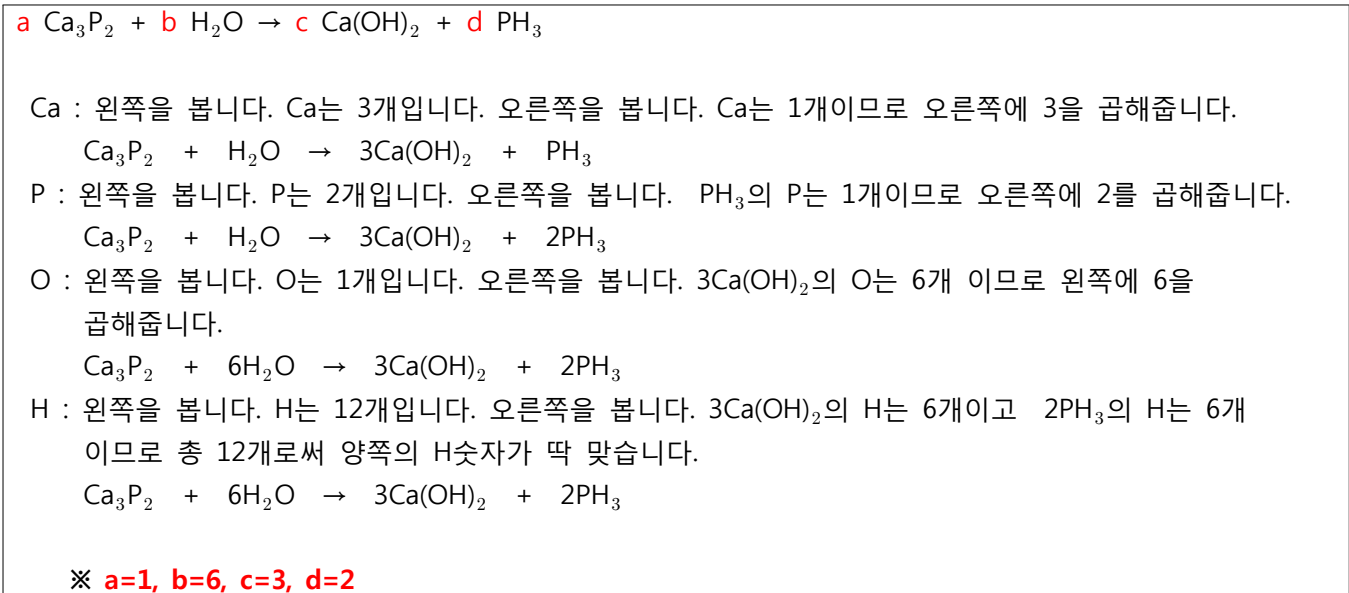 a Ca₃P₂ + b H₂O → c Ca(OH)₂ + d PH₃
Ca : 왼쪽을 봅니다. Ca는 3개입니다. 오른쪽을 봅니다. Ca는 1개이므로 오른쪽에 3을 곱해줍니다.
Ca₃P₂ + H₂O → 3Ca(OH)₂ + PH₃
P : 왼쪽을 봅니다. P는 2개입니다. 오른쪽을 봅니다. PH₃의 P는 1개이므로 오른쪽에 2를 곱해줍니다.
Ca₃P₂ + H₂O → 3Ca(OH)₂ + 2PH₃
O : 왼쪽을 봅니다. O는 1개입니다. 오른쪽을 봅니다. 3Ca(OH)₂의 O는 6개 이므로 왼쪽에 6을
곱해줍니다.
Ca₃P₂ + 6H₂O → 3Ca(OH)₂ + 2PH₃
H : 왼쪽을 봅니다. H는 12개입니다. 오른쪽을 봅니다. 3Ca(OH)₂의 H는 6개이고 2PH₃의 H는 6개
이므로 총 12개로써 양쪽의 H숫자가 딱 맞습니다.
Ca₃P₂ + 6H₂O → 3Ca(OH)₂ + 2PH₃
※ a=1, b=6, c=3, d=2